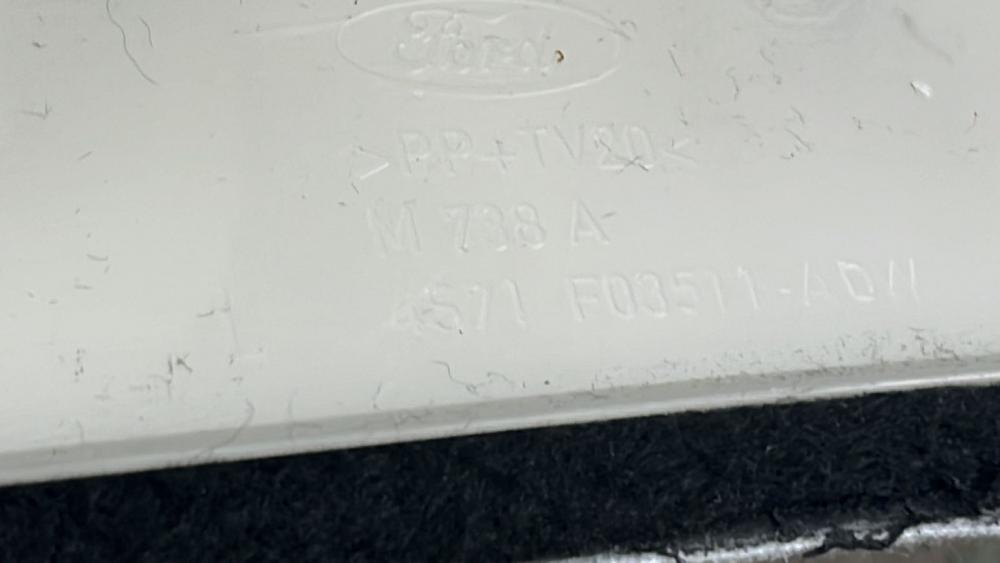 Ford
>PP+TV20<
M 738 A
4S71 F03511-ADW